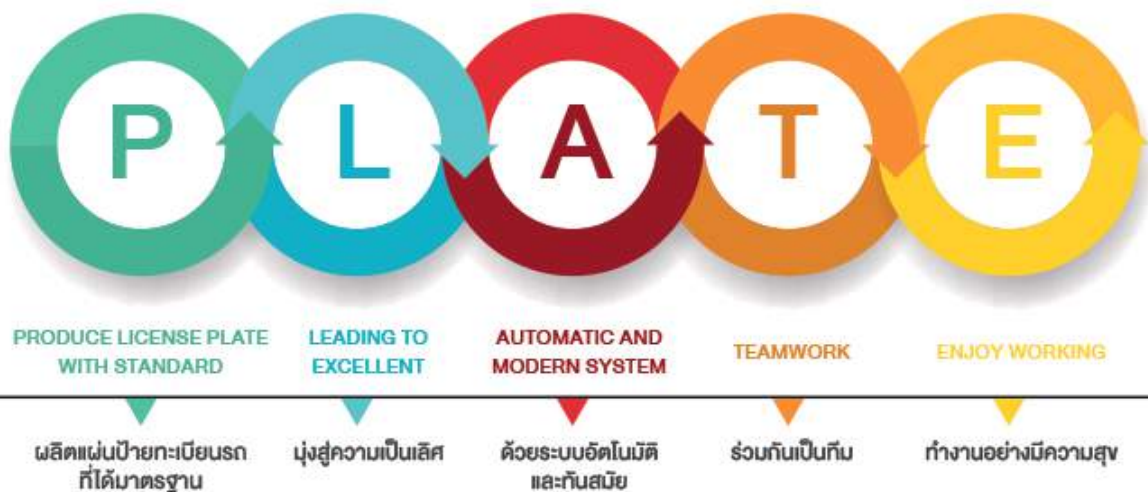 P L A T E
PRODUCE LICENSE PLATE
WITH STANDARD
LEADING TO
EXCELLENT
AUTOMATIC AND
MODERN SYSTEM
TEAMWORK
ENJOY WORKING
ผลิตแผ่นป้ายทะเบียนรถ
ที่ได้มาตรฐาน
มุ่งสู่ความเป็นเลิศ
ด้วยระบบอัตโนมัติ
และทันสมัย
ร่วมกันเป็นทีม
ทำงานอย่างมีความสุข